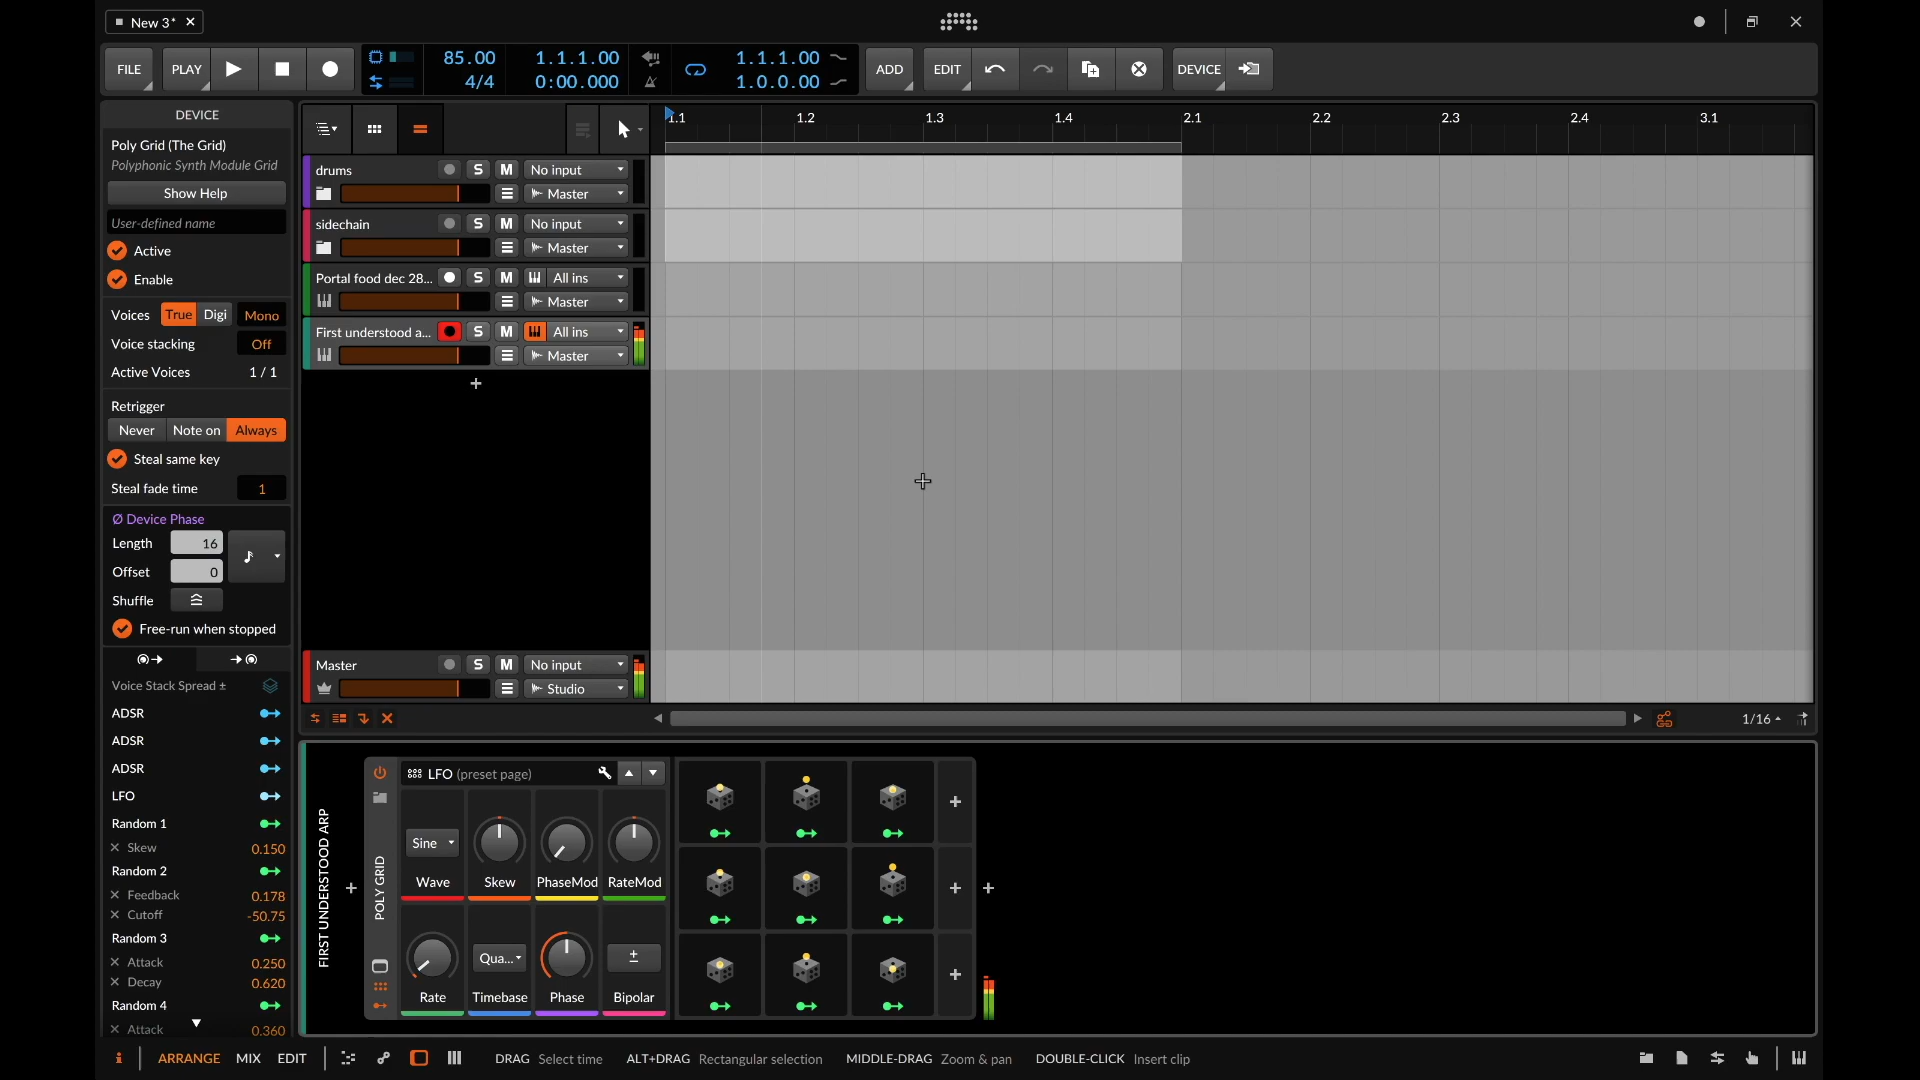 New 3*
FILE
PLAY
85.00
4/4
1.1.1.00
0:00.000
1.1.1.00
1.0.0.00
ADD
EDIT
DEVICE
DEVICE
Poly Grid (The Grid)
Polyphonic Synth Module Grid
Show Help
User-defined name
Active
Enable
Voices True Digi Mono
Voice stacking Off
Active Voices 1 / 1
Retrigger
Never Note on Always
Steal same key
Steal fade time 1
Ø Device Phase
Length 16
Offset 0
Shuffle
Free-run when stopped
Voice Stack Spread ±
ADSR
ADSR
ADSR
LFO
Random 1
Skew 0.150
Random 2
Feedback 0.178
Cutoff -50.75
Random 3
Attack 0.250
Decay 0.620
Random 4
Attack 0.360
1.1 1.2 1.3 1.4 2.1 2.2 2.3 2.4 3.1
drums S M No input
Master
sidechain S M No input
Master
Portal food dec 28... S M All ins
Master
First understood a... S M All ins
Master
Master S M No input
Studio
1/16
FIRST UNDERSTOOD ARP
POLY GRID
LFO (preset page)
Sine
Wave Skew PhaseMod RateMod
Qua...
±
Rate Timebase Phase Bipolar
i ARRANGE MIX EDIT
DRAG Select time ALT+DRAG Rectangular selection MIDDLE-DRAG Zoom & pan DOUBLE-CLICK Insert clip